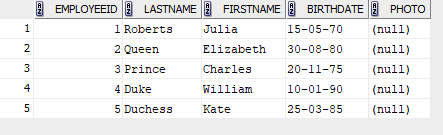 EMPLOYEEID LASTNAME FIRSTNAME BIRTHDATE PHOTO
1 1 Roberts Julia 15-05-70 (null)
2 2 Queen Elizabeth 30-08-80 (null)
3 3 Prince Charles 20-11-75 (null)
4 4 Duke William 10-01-90 (null)
5 5 Duchess Kate 25-03-85 (null)